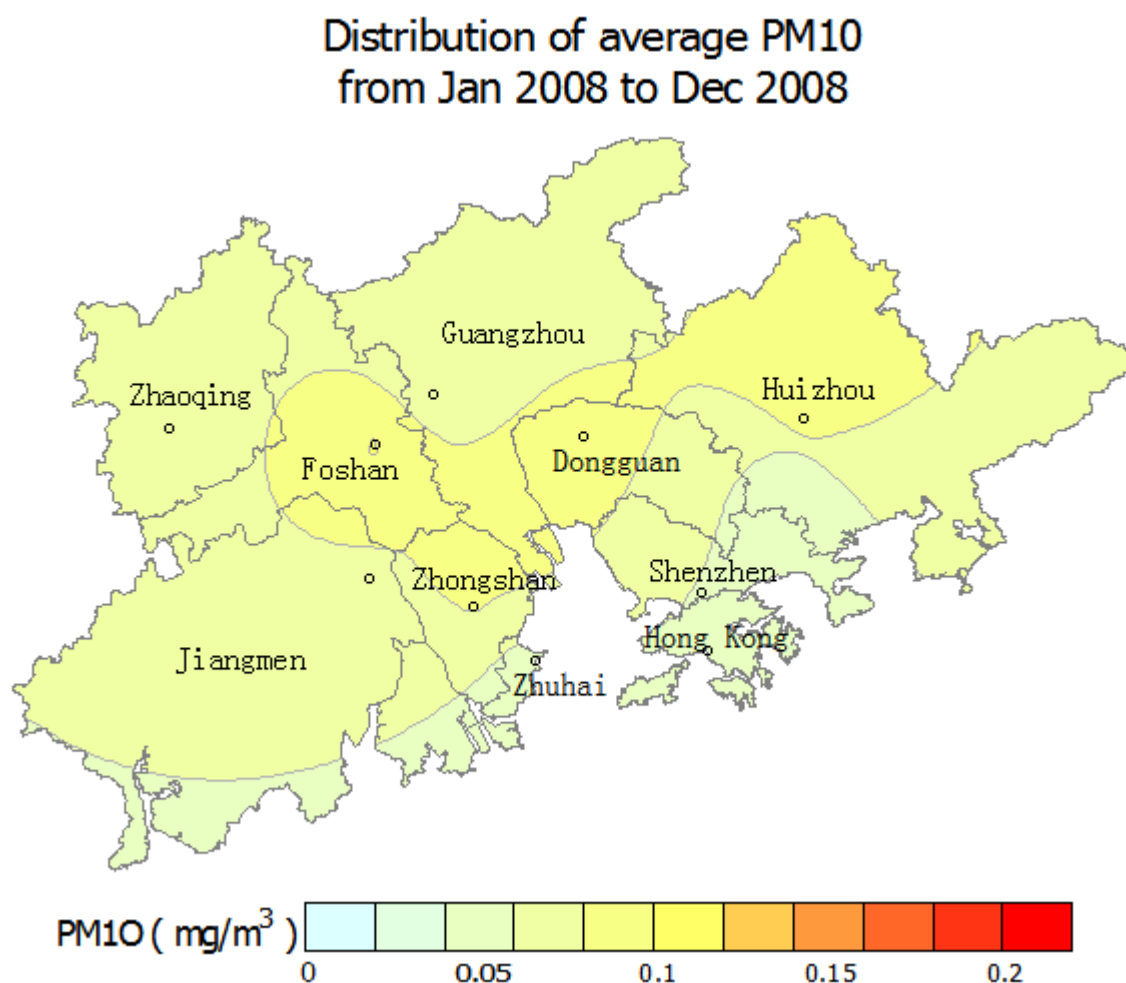 Distribution of average PM10
from Jan 2008 to Dec 2008
Guangzhou
Zhaoqing
Huizhou
Foshan
Dongguan
Zhongshan
Shenzhen
Hong Kong
Jiangmen
Zhuhai
PM1O ( mg/m³ )
0 0.05 0.1 0.15 0.2